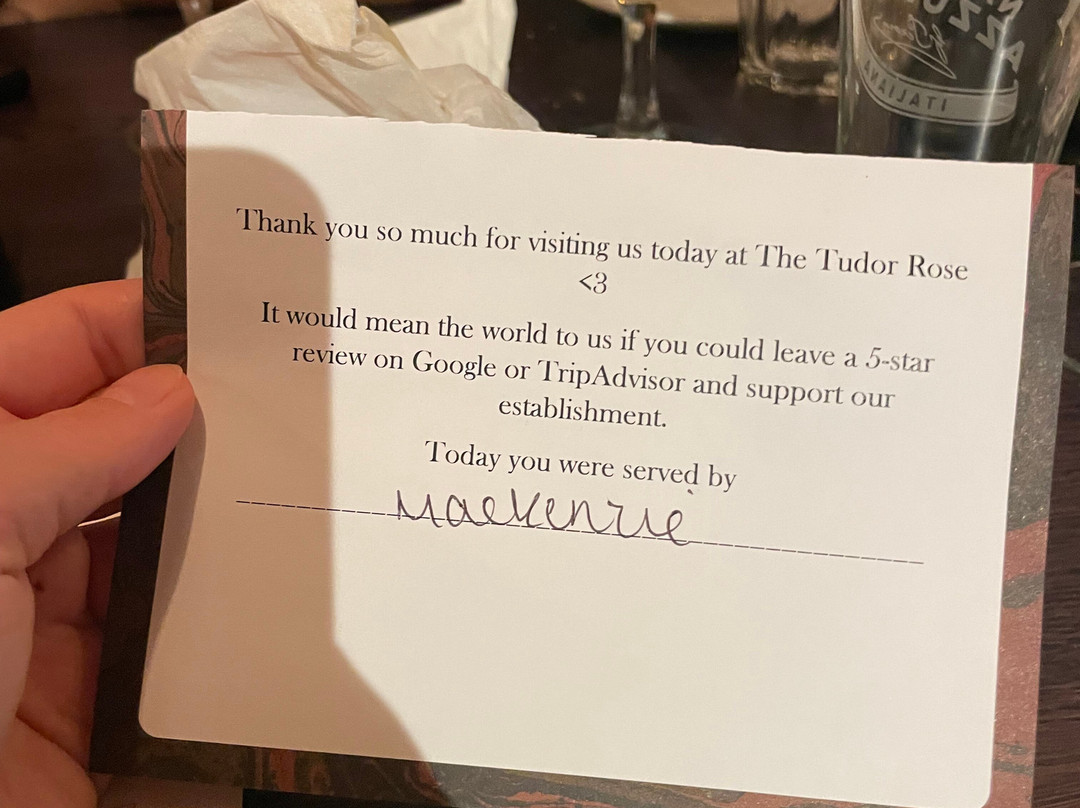 Thank you so much for visiting us today at The Tudor Rose
<3
It would mean the world to us if you could leave a 5-star
review on Google or TripAdvisor and support our
establishment.
Today you were served by
Mackenzie
ITALIANA